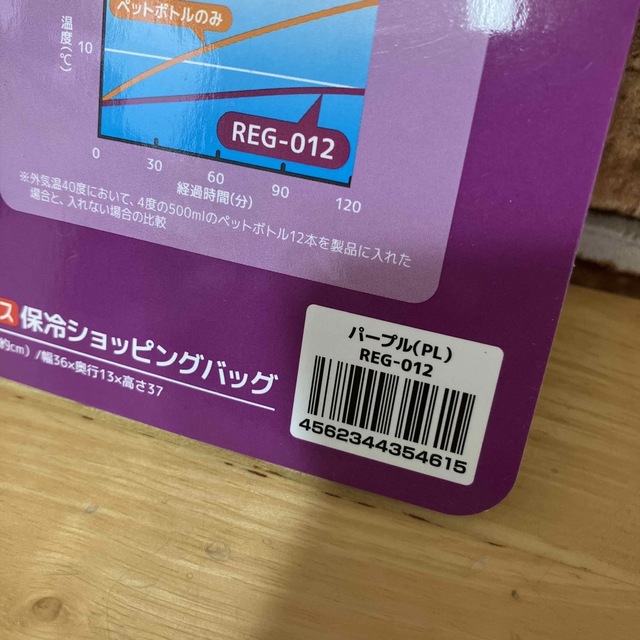 ペットボトルのみ
温度(℃)
10
REG-012
0 30 60 90 120
経過時間(分)
※外気温40度において、4度の500mlのペットボトル12本を製品に入れた
場合と、入れない場合の比較
ス 保冷ショッピングバッグ
約9cm）/幅36×奥行13×高さ37
パープル(PL)
REG-012
4562344354615